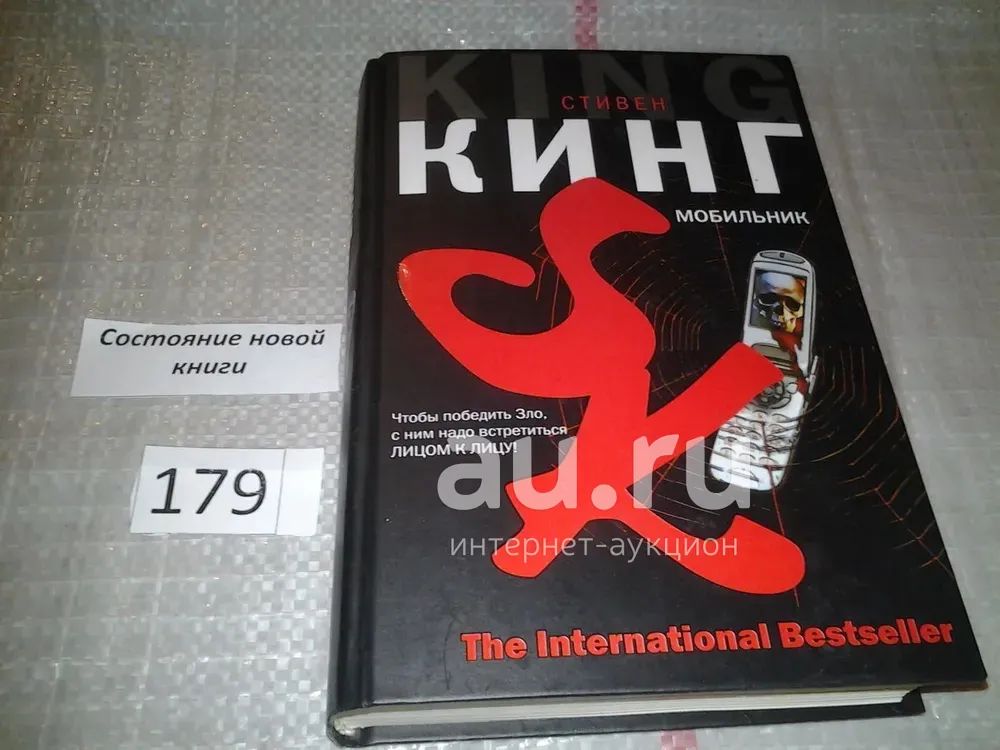 KING
СТИВЕН
КИНГ
МОБИЛЬНИК
Состояние новой
книги
Чтобы победить Зло,
с ним надо встретиться
ЛИЦОМ К ЛИЦУ!
179
au.ru
интернет-аукцион
The International Bestseller